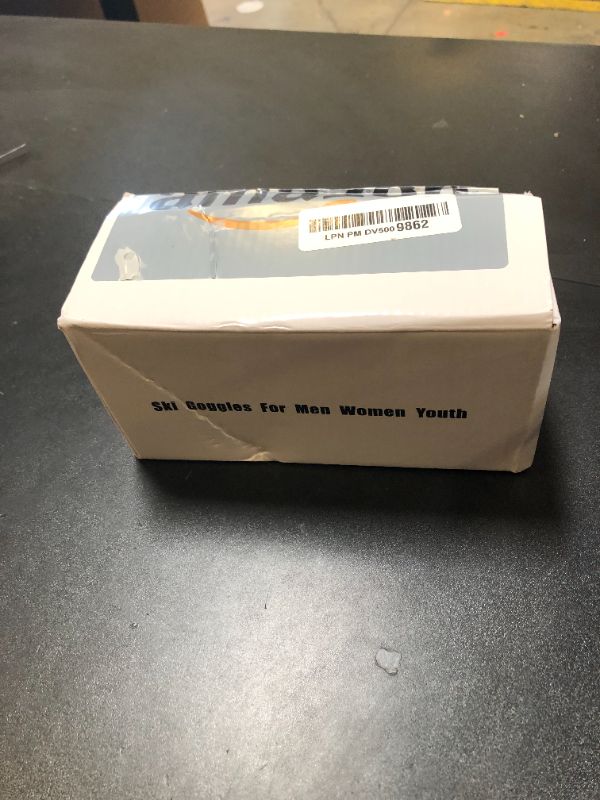 LPN PM DV5009862
Ski Goggles For Men Women Youth